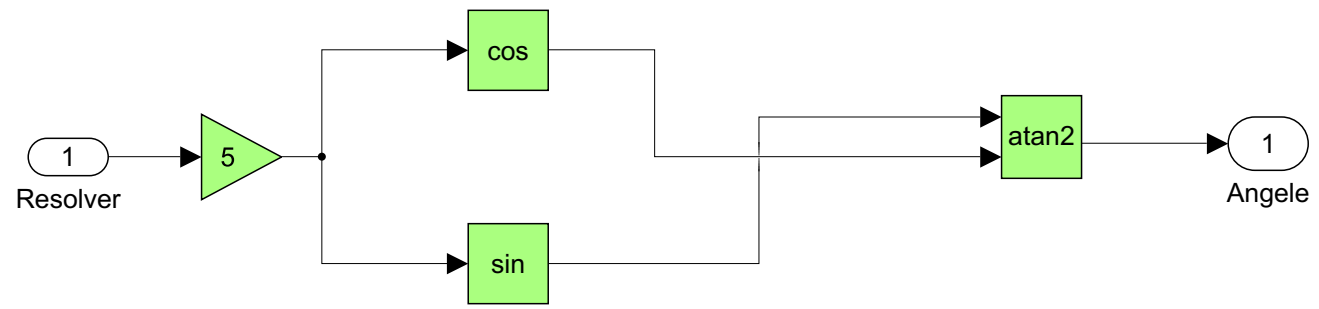 cos
1
5
atan2
1
Resolver
Angele
sin